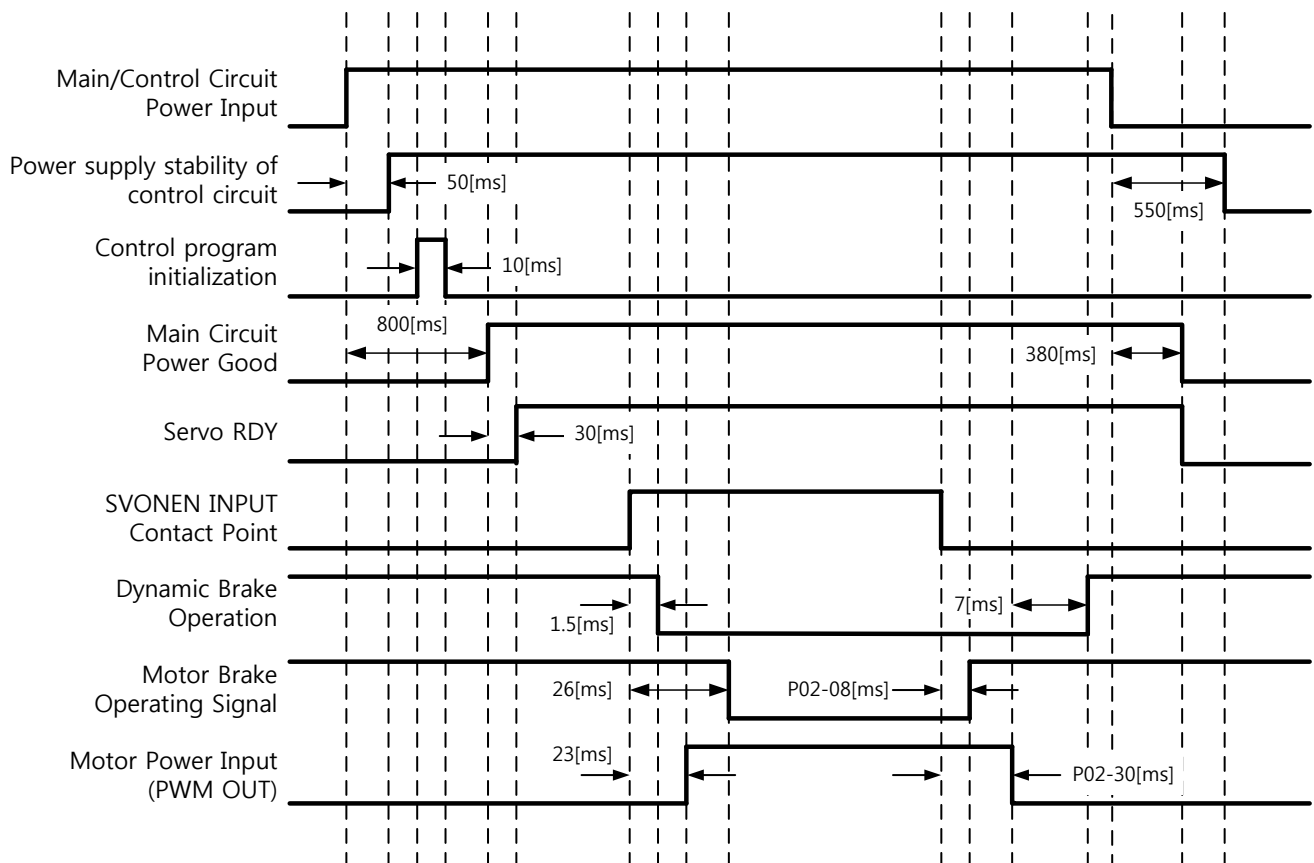 Main/Control Circuit
Power Input
Power supply stability of
control circuit
50[ms]
550[ms]
Control program
initialization
10[ms]
800[ms]
Main Circuit
Power Good
380[ms]
Servo RDY
30[ms]
SVONEN INPUT
Contact Point
Dynamic Brake
Operation
1.5[ms]
7[ms]
Motor Brake
Operating Signal
26[ms]
P02-08[ms]
Motor Power Input
(PWM OUT)
23[ms]
P02-30[ms]